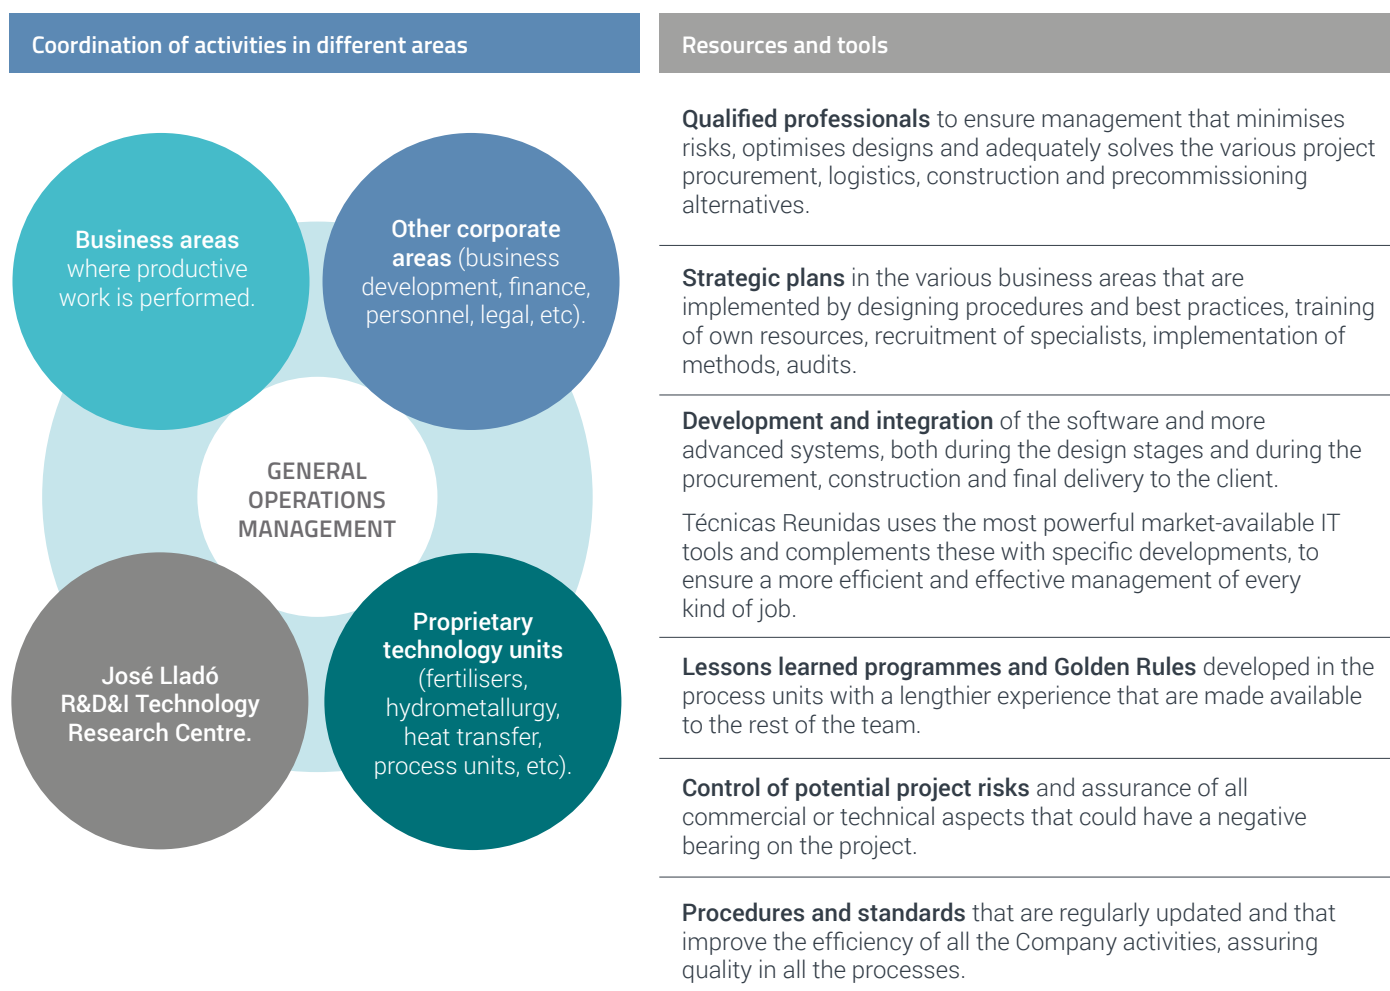 Coordination of activities in different areas
Business areas
where productive
work is performed.
Other corporate
areas (business
development, finance,
personnel, legal, etc).
GENERAL
OPERATIONS
MANAGEMENT
José Lladó
R&D&I Technology
Research Centre.
Proprietary
technology units
(fertilisers,
hydrometallurgy,
heat transfer,
process units, etc).
Resources and tools
Qualified professionals to ensure management that minimises
risks, optimises designs and adequately solves the various project
procurement, logistics, construction and precommissioning
alternatives.
Strategic plans in the various business areas that are
implemented by designing procedures and best practices, training
of own resources, recruitment of specialists, implementation of
methods, audits.
Development and integration of the software and more
advanced systems, both during the design stages and during the
procurement, construction and final delivery to the client.
Técnicas Reunidas uses the most powerful market-available IT
tools and complements these with specific developments, to
ensure a more efficient and effective management of every
kind of job.
Lessons learned programmes and Golden Rules developed in the
process units with a lengthier experience that are made available
to the rest of the team.
Control of potential project risks and assurance of all
commercial or technical aspects that could have a negative
bearing on the project.
Procedures and standards that are regularly updated and that
improve the efficiency of all the Company activities, assuring
quality in all the processes.